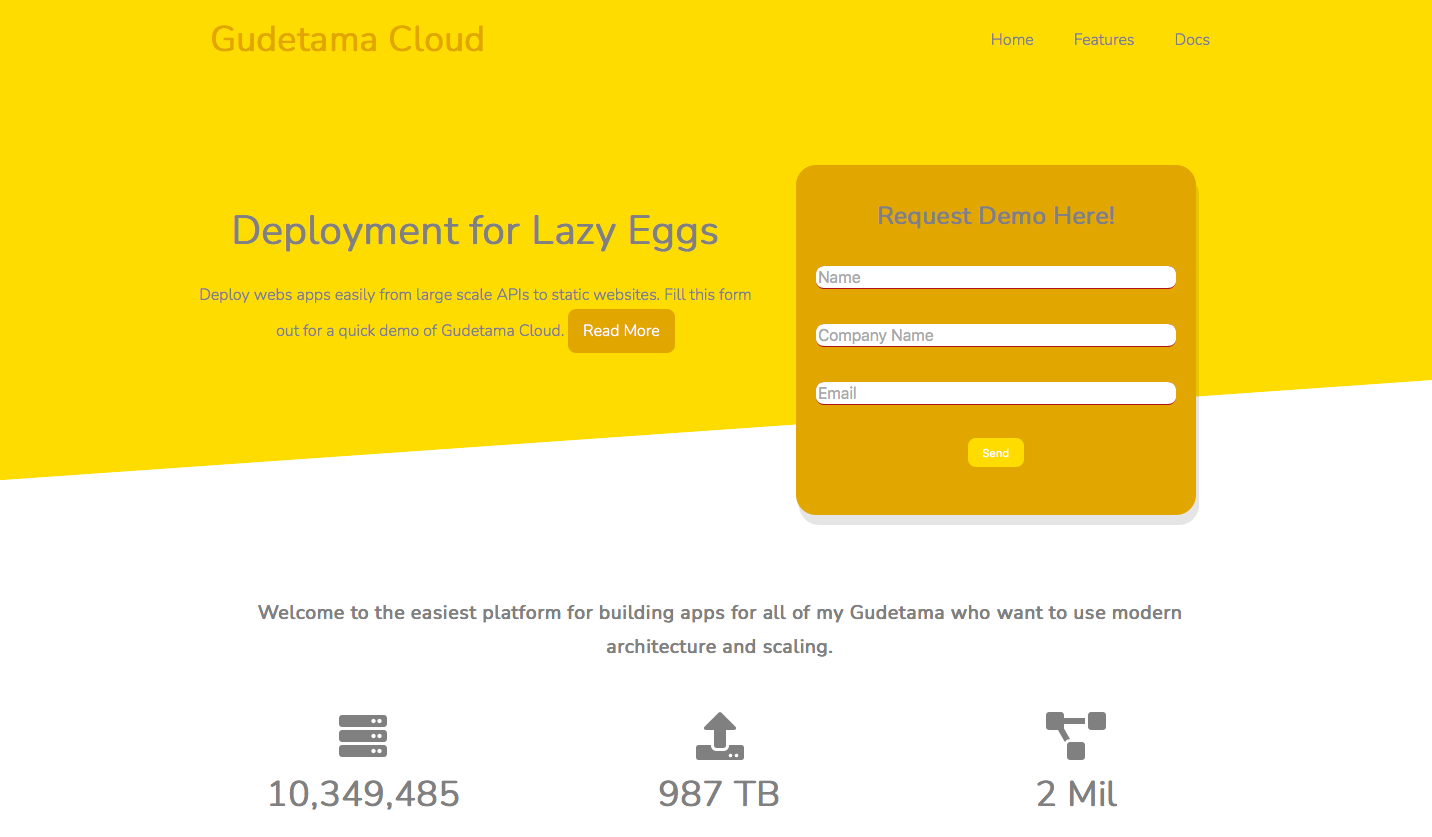 Gudetama Cloud
Home Features Docs
Deployment for Lazy Eggs
Deploy webs apps easily from large scale APIs to static websites. Fill this form
out for a quick demo of Gudetama Cloud. Read More
Request Demo Here!
Name
Company Name
Email
Send
Welcome to the easiest platform for building apps for all of my Gudetama who want to use modern
architecture and scaling.
10,349,485
987 TB
2 Mil